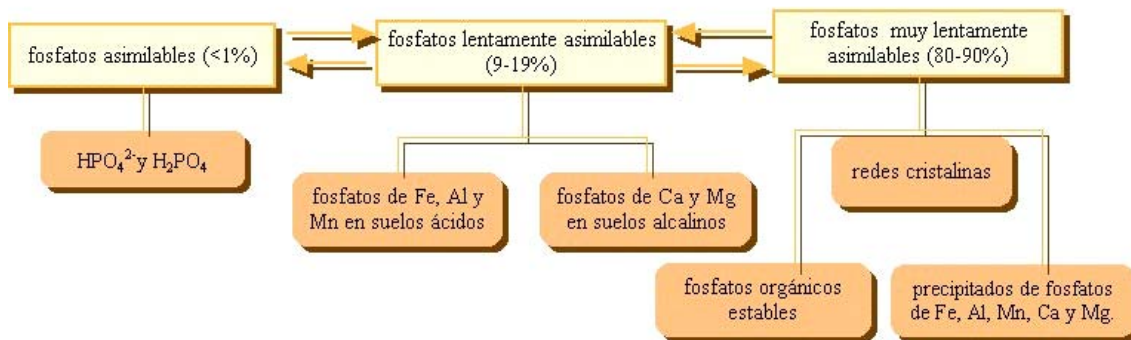 fosfatos asimilables (<1%)
fosfatos lentamente asimilables
(9-19%)
fosfatos muy lentamente
asimilables (80-90%)
HPO₄²⁻y H₂PO₄
fosfatos de Fe, Al y
Mn en suelos ácidos
fosfatos de Ca y Mg
en suelos alcalinos
redes cristalinas
fosfatos orgánicos
estables
precipitados de fosfatos
de Fe, Al, Mn, Ca y Mg.